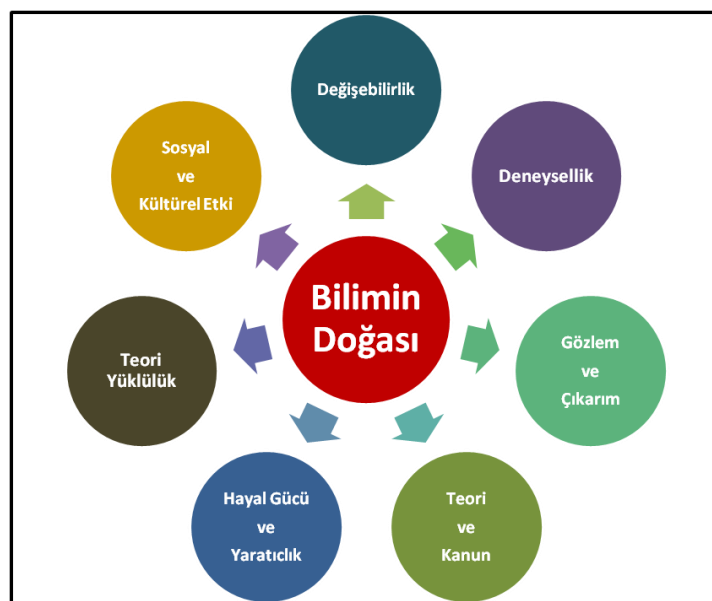 Değişebilirlik
Deneysellik
Gözlem
ve
Çıkarım
Teori
ve
Kanun
Hayal Gücü
ve
Yaratıclık
Teori
Yüklülük
Sosyal
ve
Kültürel Etki
Bilimin
Doğası